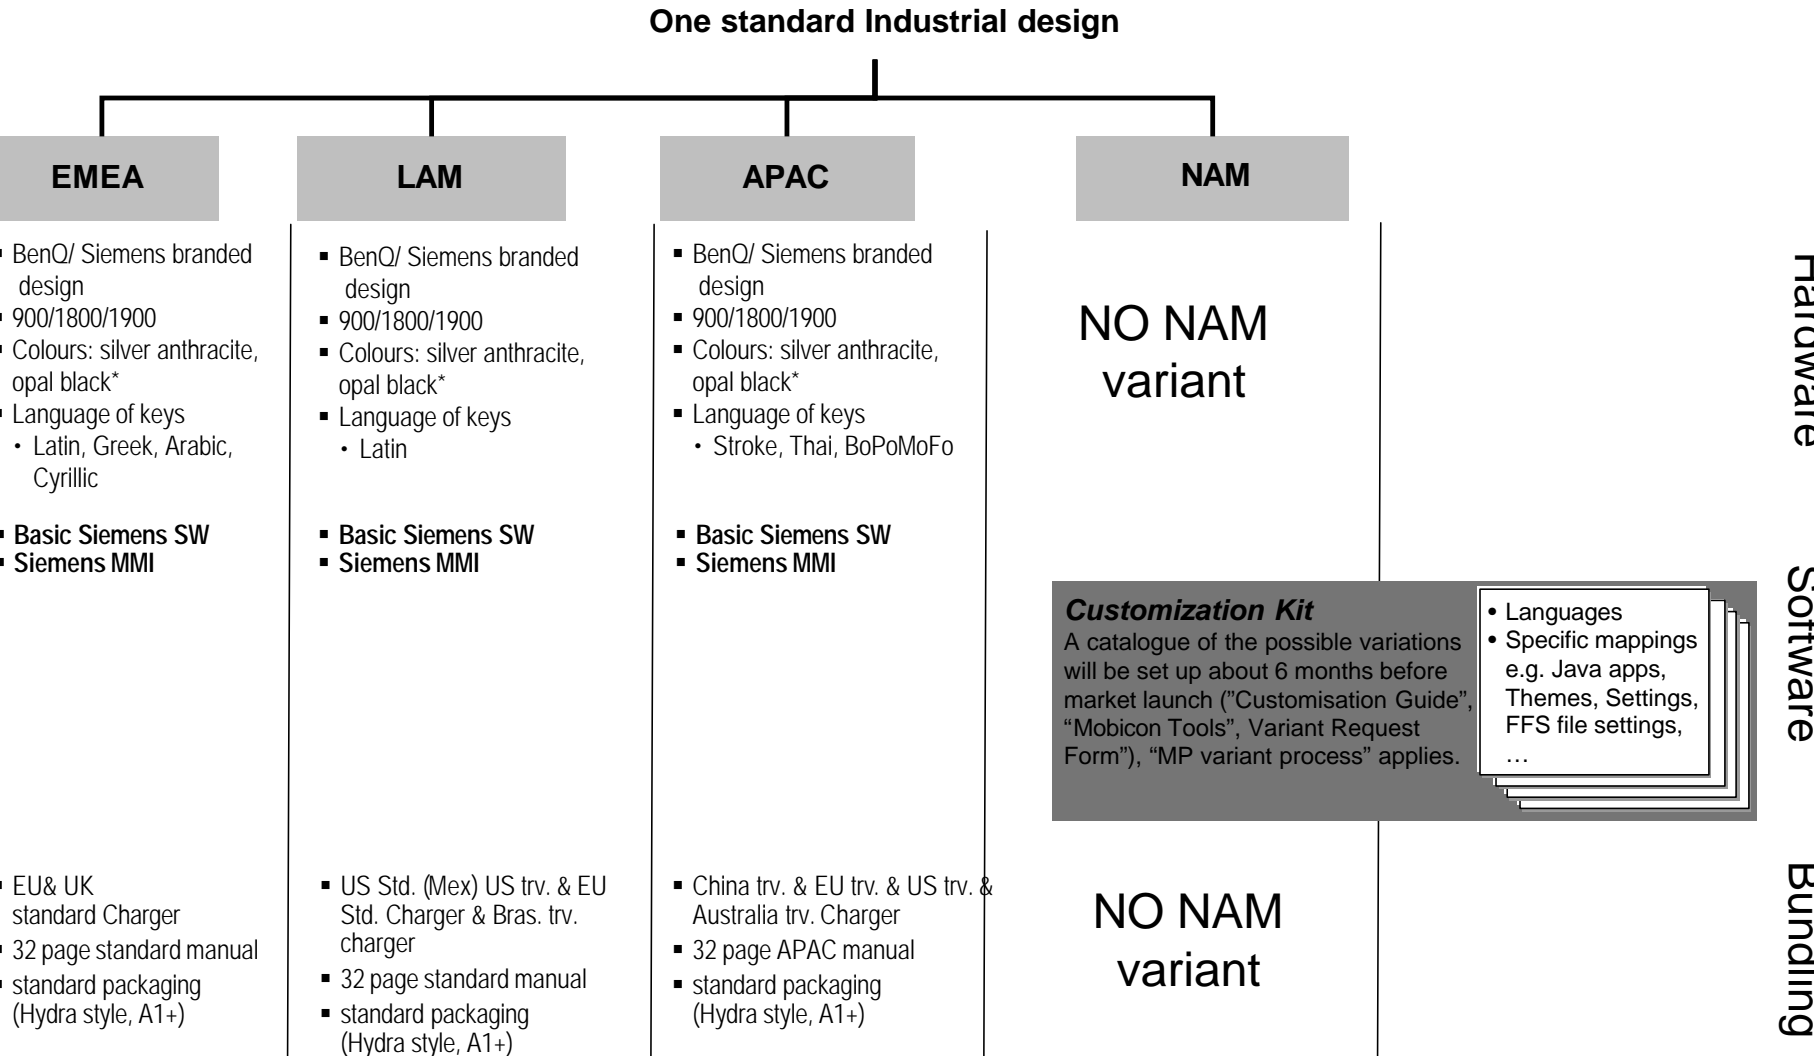 One standard Industrial design
EMEA
LAM
APAC
NAM
▪ BenQ/ Siemens branded
design
▪ 900/1800/1900
▪ Colours: silver anthracite,
opal black*
▪ Language of keys
• Latin, Greek, Arabic,
Cyrillic
▪ BenQ/ Siemens branded
design
▪ 900/1800/1900
▪ Colours: silver anthracite,
opal black*
▪ Language of keys
• Latin
▪ BenQ/ Siemens branded
design
▪ 900/1800/1900
▪ Colours: silver anthracite,
opal black*
▪ Language of keys
• Stroke, Thai, BoPoMoFo
NO NAM
variant
Hardware
▪ Basic Siemens SW
▪ Siemens MMI
▪ Basic Siemens SW
▪ Siemens MMI
▪ Basic Siemens SW
▪ Siemens MMI
Customization Kit
A catalogue of the possible variations
will be set up about 6 months before
market launch (”Customisation Guide”,
“Mobicon Tools”, Variant Request
Form”), “MP variant process” applies.
• Languages
• Specific mappings
e.g. Java apps,
Themes, Settings,
FFS file settings,
…
Software
▪ EU& UK
standard Charger
▪ 32 page standard manual
▪ standard packaging
(Hydra style, A1+)
▪ US Std. (Mex) US trv. & EU
Std. Charger & Bras. trv.
charger
▪ 32 page standard manual
▪ standard packaging
(Hydra style, A1+)
▪ China trv. & EU trv. & US trv. &
Australia trv. Charger
▪ 32 page APAC manual
▪ standard packaging
(Hydra style, A1+)
NO NAM
variant
Bundling